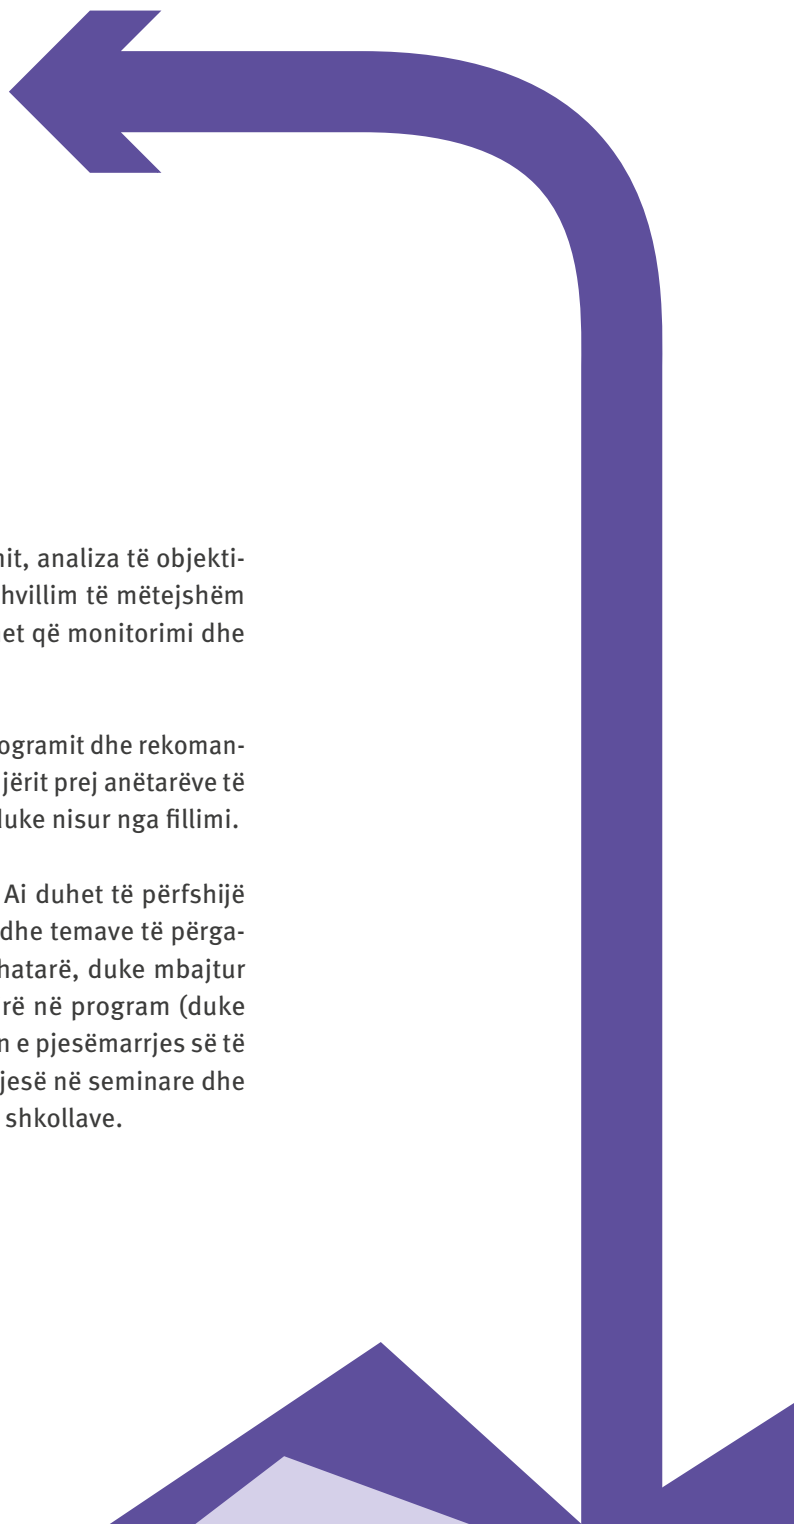 nit, analiza të objekti-
hvillim të mëtejshëm
et që monitorimi dhe
ogramit dhe rekoman-
jërit prej anëtarëve të
luke nisur nga fillimi.
Ai duhet të përfshijë
dhe temave të përga-
hatarë, duke mbajtur
rë në program (duke
n e pjesëmarrjes së të
jesë në seminare dhe
shkollave.